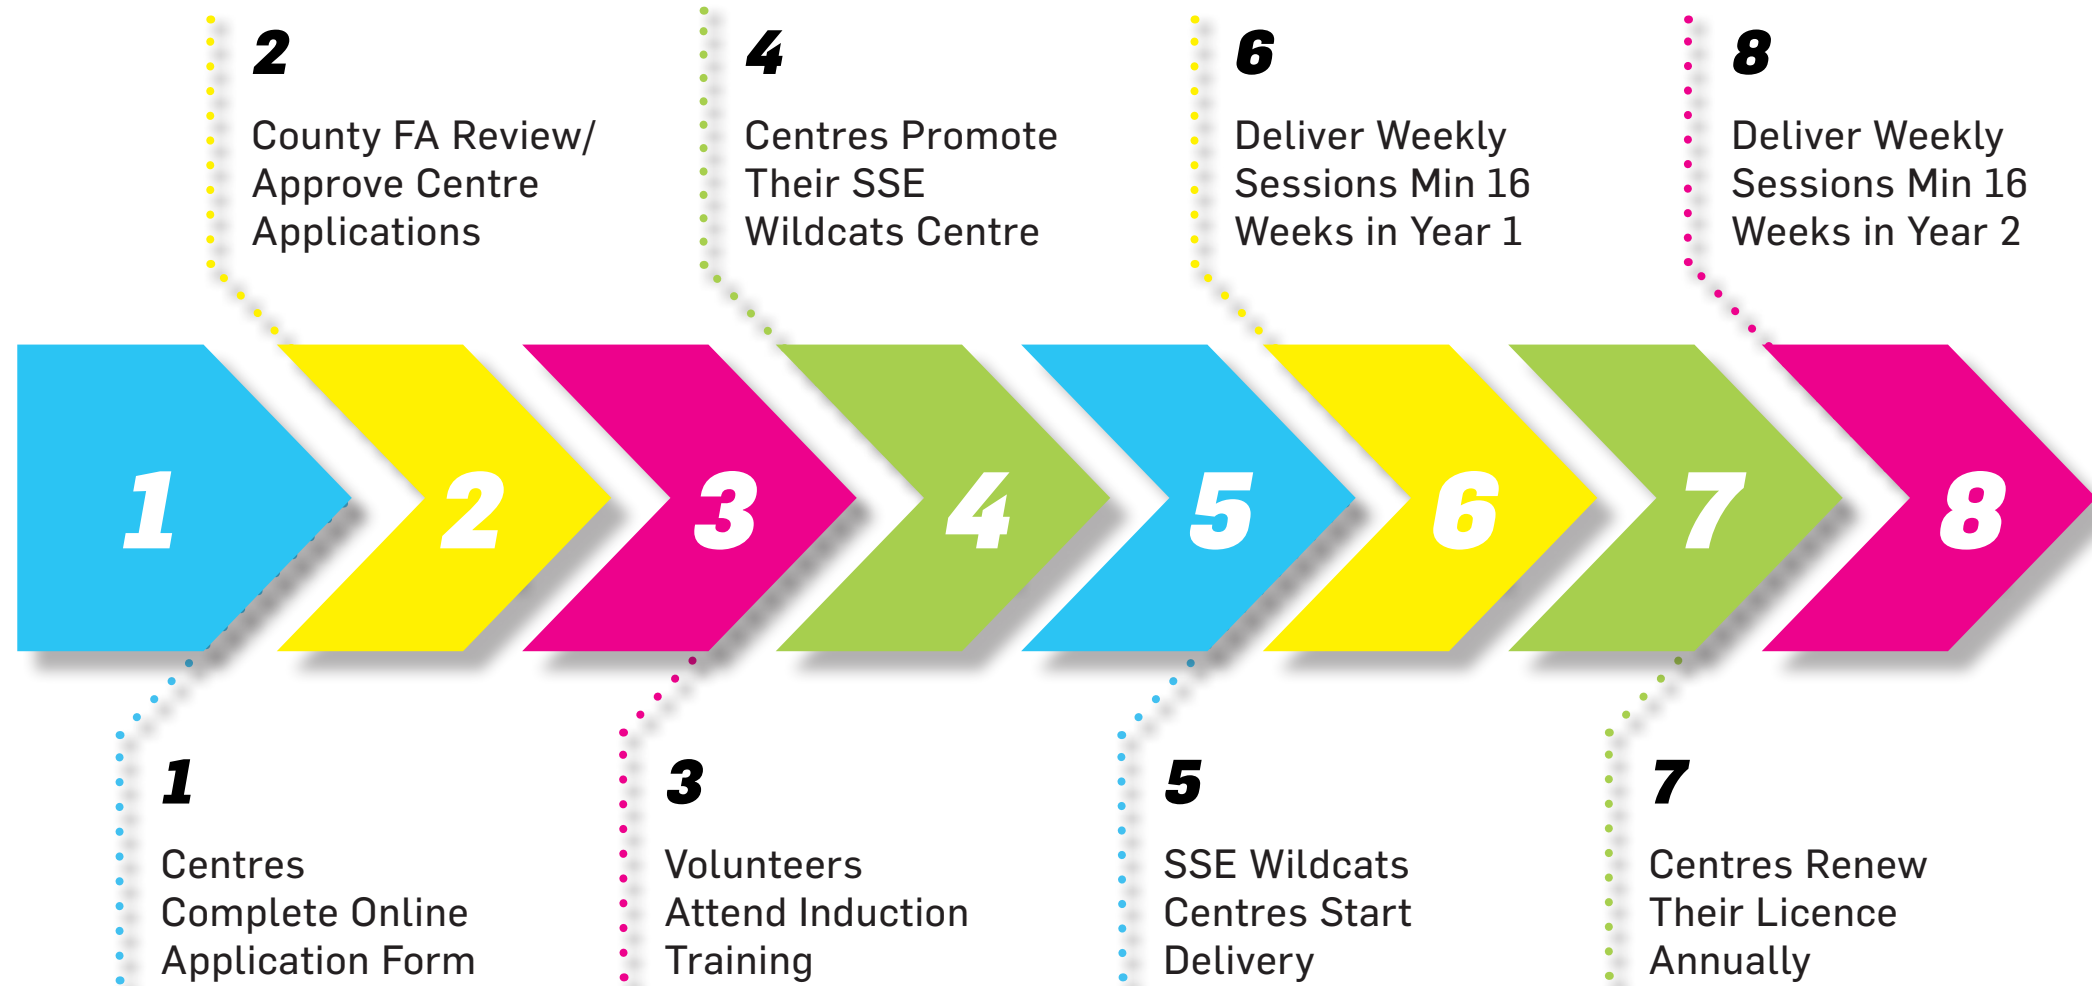 2
County FA Review/
Approve Centre
Applications
4
Centres Promote
Their SSE
Wildcats Centre
6
Deliver Weekly
Sessions Min 16
Weeks in Year 1
8
Deliver Weekly
Sessions Min 16
Weeks in Year 2
1
2
3
4
5
6
7
8
1
Centres
Complete Online
Application Form
3
Volunteers
Attend Induction
Training
5
SSE Wildcats
Centres Start
Delivery
7
Centres Renew
Their Licence
Annually